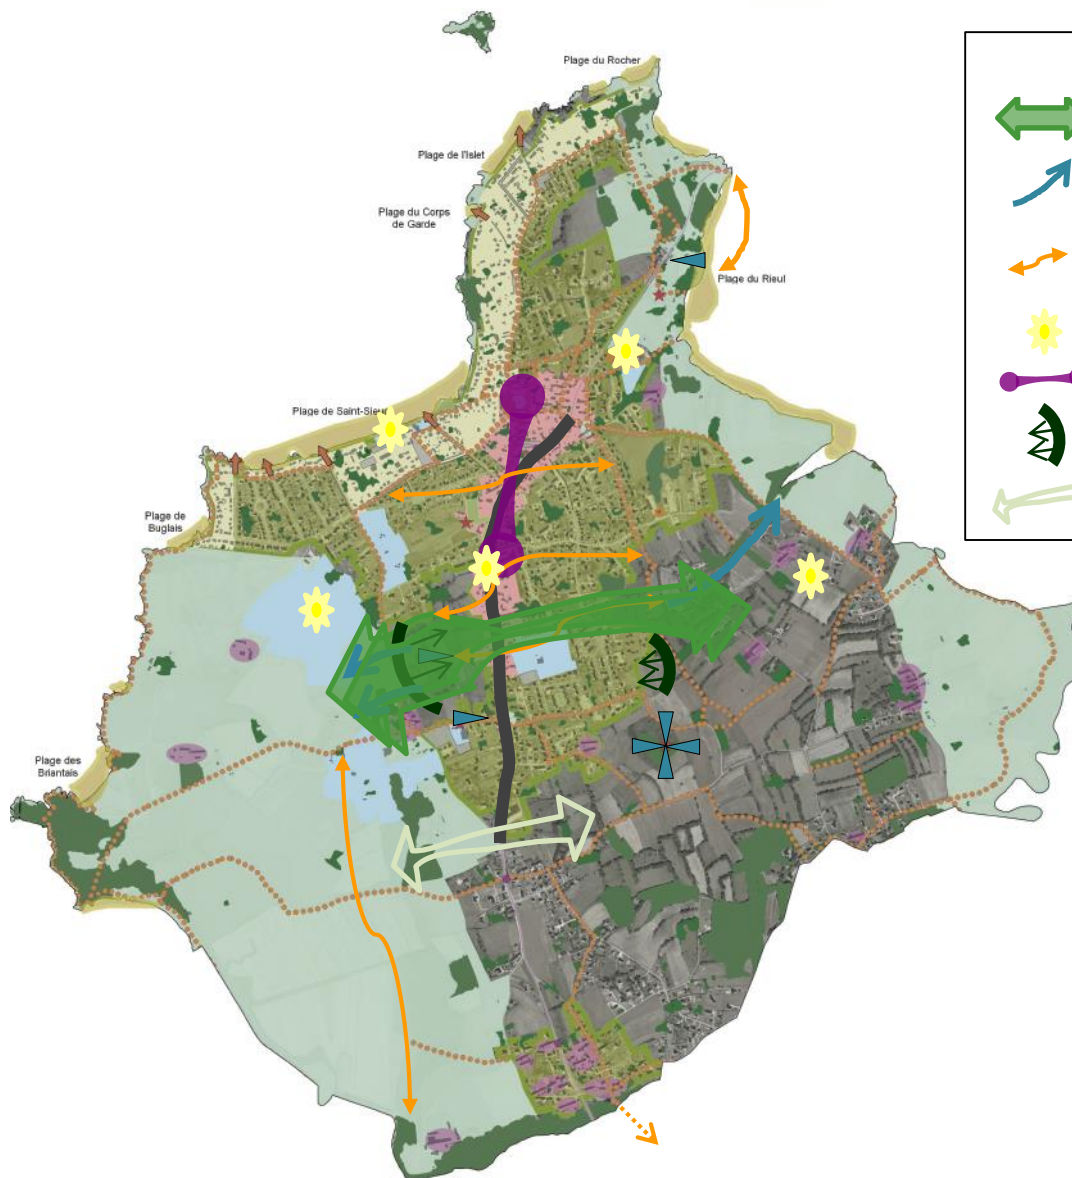 Plage du Rocher
Plage de l'Islet
Plage du Corps
de Garde
Plage du Rieul
Plage de Saint-Sieu
Plage de
Buglais
Plage des
Briantais